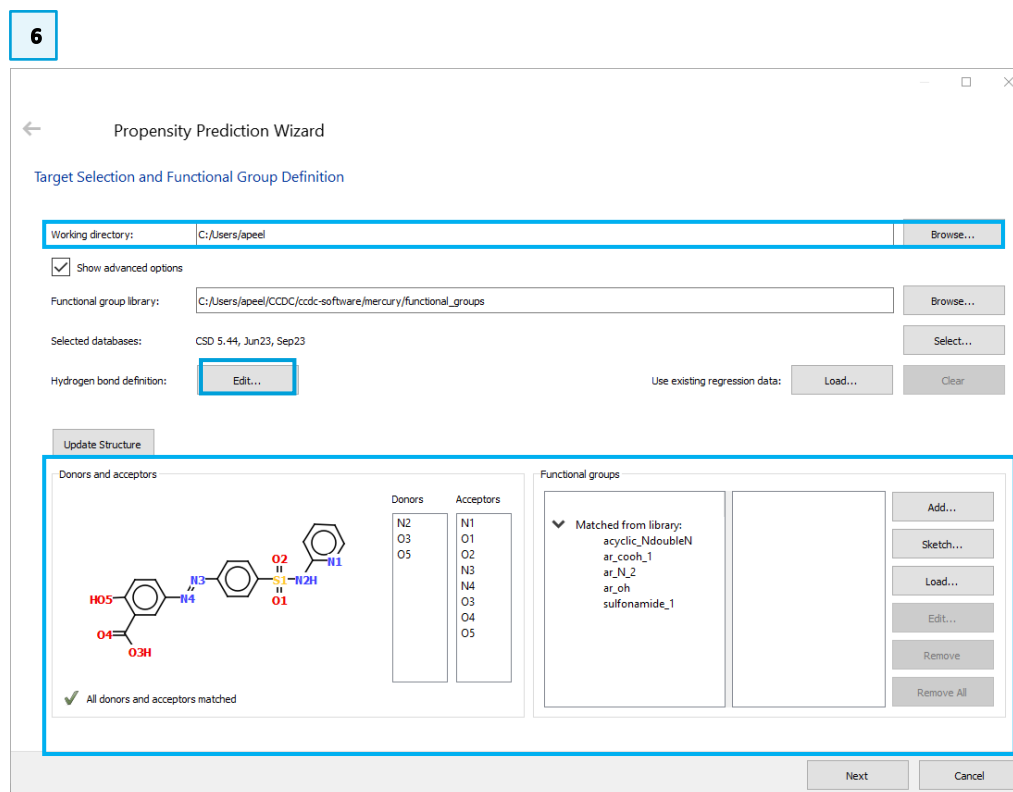 6
Propensity Prediction Wizard
Target Selection and Functional Group Definition
Working directory: C:/Users/apeel Browse...
Show advanced options
Functional group library: C:/Users/apeel/CCDC/ccdc-software/mercury/functional_groups Browse...
Selected databases: CSD 5.44, Jun23, Sep23 Select...
Hydrogen bond definition: Edit... Use existing regression data: Load... Clear
Update Structure
Donors and acceptors
Donors Acceptors
N2
O3
O5
N1
O1
O2
N3
N4
O3
O4
O5
O2
N1
N3
S1
N2H
O1
N4
HO5
O4
O3H
All donors and acceptors matched
Functional groups
Matched from library:
acyclic_NdoubleN
ar_cooh_1
ar_N_2
ar_oh
sulfonamide_1
Add...
Sketch...
Load...
Edit...
Remove
Remove All
Next Cancel